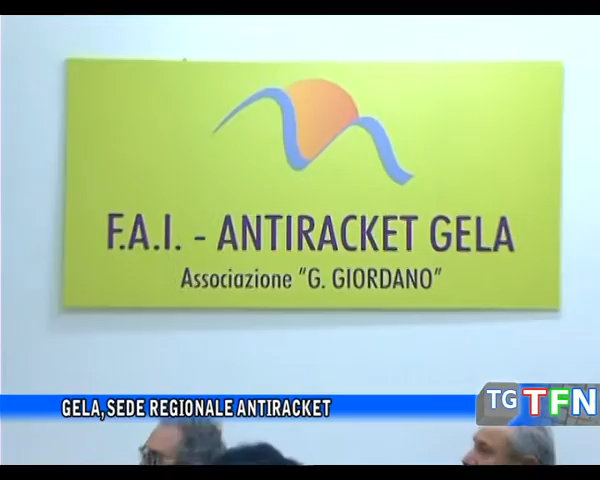 F.A.I. - ANTIRACKET GELA
Associazione "G. GIORDANO"
GELA, SEDE REGIONALE ANTIRACKET
TG TFN